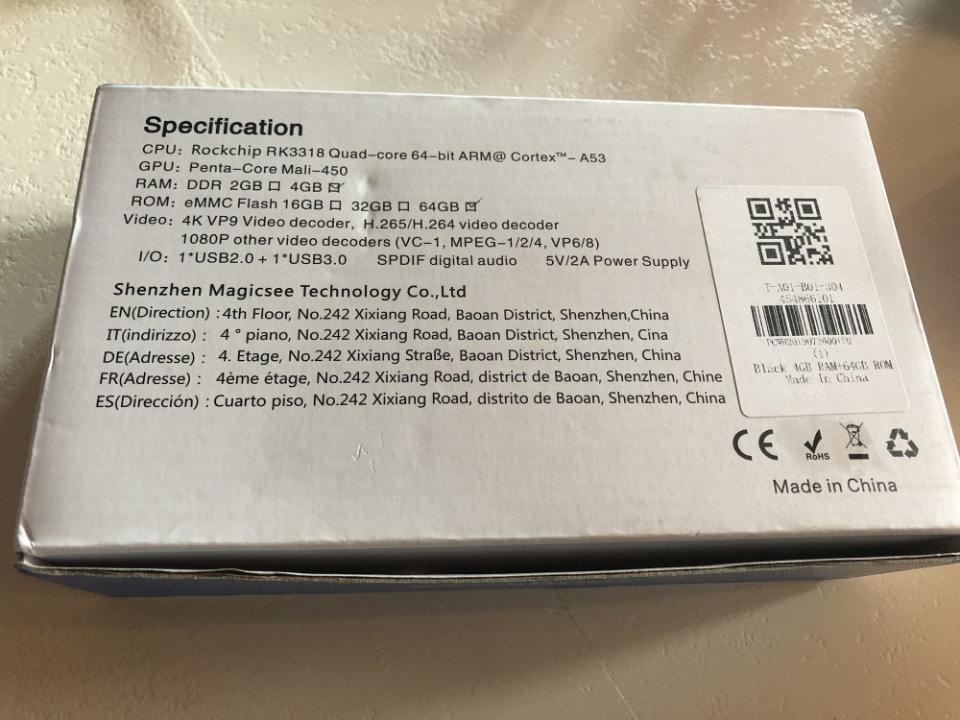 Specification
CPU: Rockchip RK3318 Quad-core 64-bit ARM@ Cortex™- A53
GPU: Penta-Core Mali-450
RAM: DDR 2GB ☐ 4GB ☑
ROM: eMMC Flash 16GB ☐ 32GB ☐ 64GB ☑
Video: 4K VP9 Video decoder, H.265/H.264 video decoder
1080P other video decoders (VC-1, MPEG-1/2/4, VP6/8)
I/O: 1*USB2.0 + 1*USB3.0 SPDIF digital audio 5V/2A Power Supply
Shenzhen Magicsee Technology Co.,Ltd
EN(Direction) : 4th Floor, No.242 Xixiang Road, Baoan District, Shenzhen,China
IT(indirizzo) : 4 ° piano, No.242 Xixiang Road, Baoan District, Shenzhen, Cina
DE(Adresse) : 4. Etage, No.242 Xixiang Straße, Baoan District, Shenzhen, China
FR(Adresse) : 4ème étage, No.242 Xixiang Road, district de Baoan, Shenzhen, Chine
ES(Dirección) : Cuarto piso, No.242 Xixiang Road, distrito de Baoan, Shenzhen, China
T-A01-B01-304
454866.01
(1)
Black 4GB RAM+64GB ROM
Made In China
CE
RoHS
Made in China